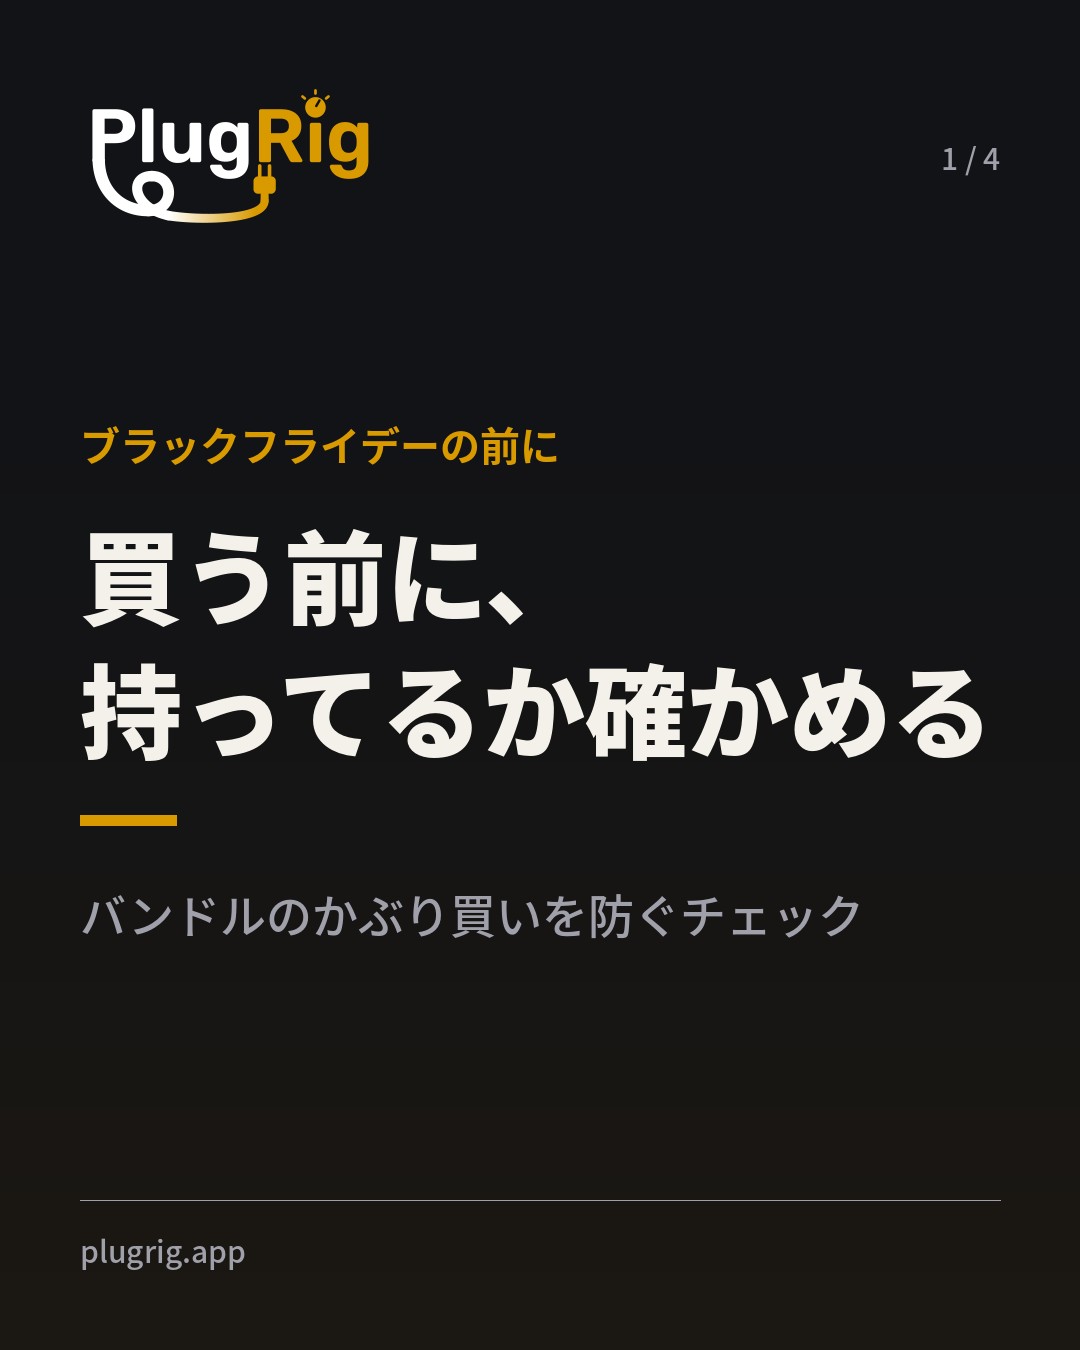 PlugRig
1 / 4
ブラックフライデーの前に
買う前に、
持ってるか確かめる
バンドルのかぶり買いを防ぐチェック
plugrig.app